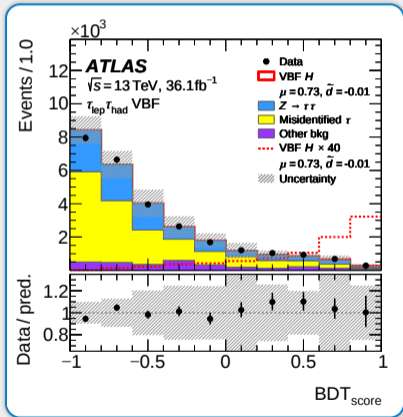 ×10³
Events / 1.0
12
10
8
6
4
2
ATLAS
√s = 13 TeV, 36.1fb⁻¹
τlepτhad VBF
Data
VBF H
μ = 0.73, d̃ = -0.01
Z → ττ
Misidentified τ
Other bkg
VBF H × 40
μ = 0.73, d̃ = -0.01
Uncertainty
Data / pred.
1.2
1
0.8
−1 −0.5 0 0.5 1
BDTscore